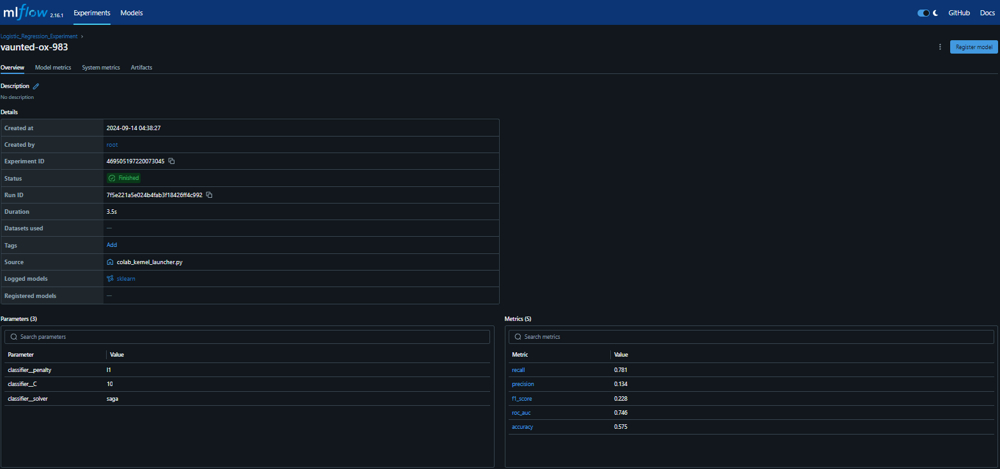 mlflow 2.16.1 Experiments Models GitHub Docs
Logistic_Regression_Experiment ›
vaunted-ox-983
Register model
Overview Model metrics System metrics Artifacts
Description
No description
Details
Created at 2024-09-14 04:38:27
Created by root
Experiment ID 469505197220073045
Status Finished
Run ID 7f5e221a5e024b4fab3f18426ff4c992
Duration 3.5s
Datasets used —
Tags Add
Source colab_kernel_launcher.py
Logged models sklearn
Registered models —
Parameters (3)
Search parameters
Parameter Value
classifier__penalty l1
classifier__C 10
classifier__solver saga
Metrics (5)
Search metrics
Metric Value
recall 0.781
precision 0.134
f1_score 0.228
roc_auc 0.746
accuracy 0.575